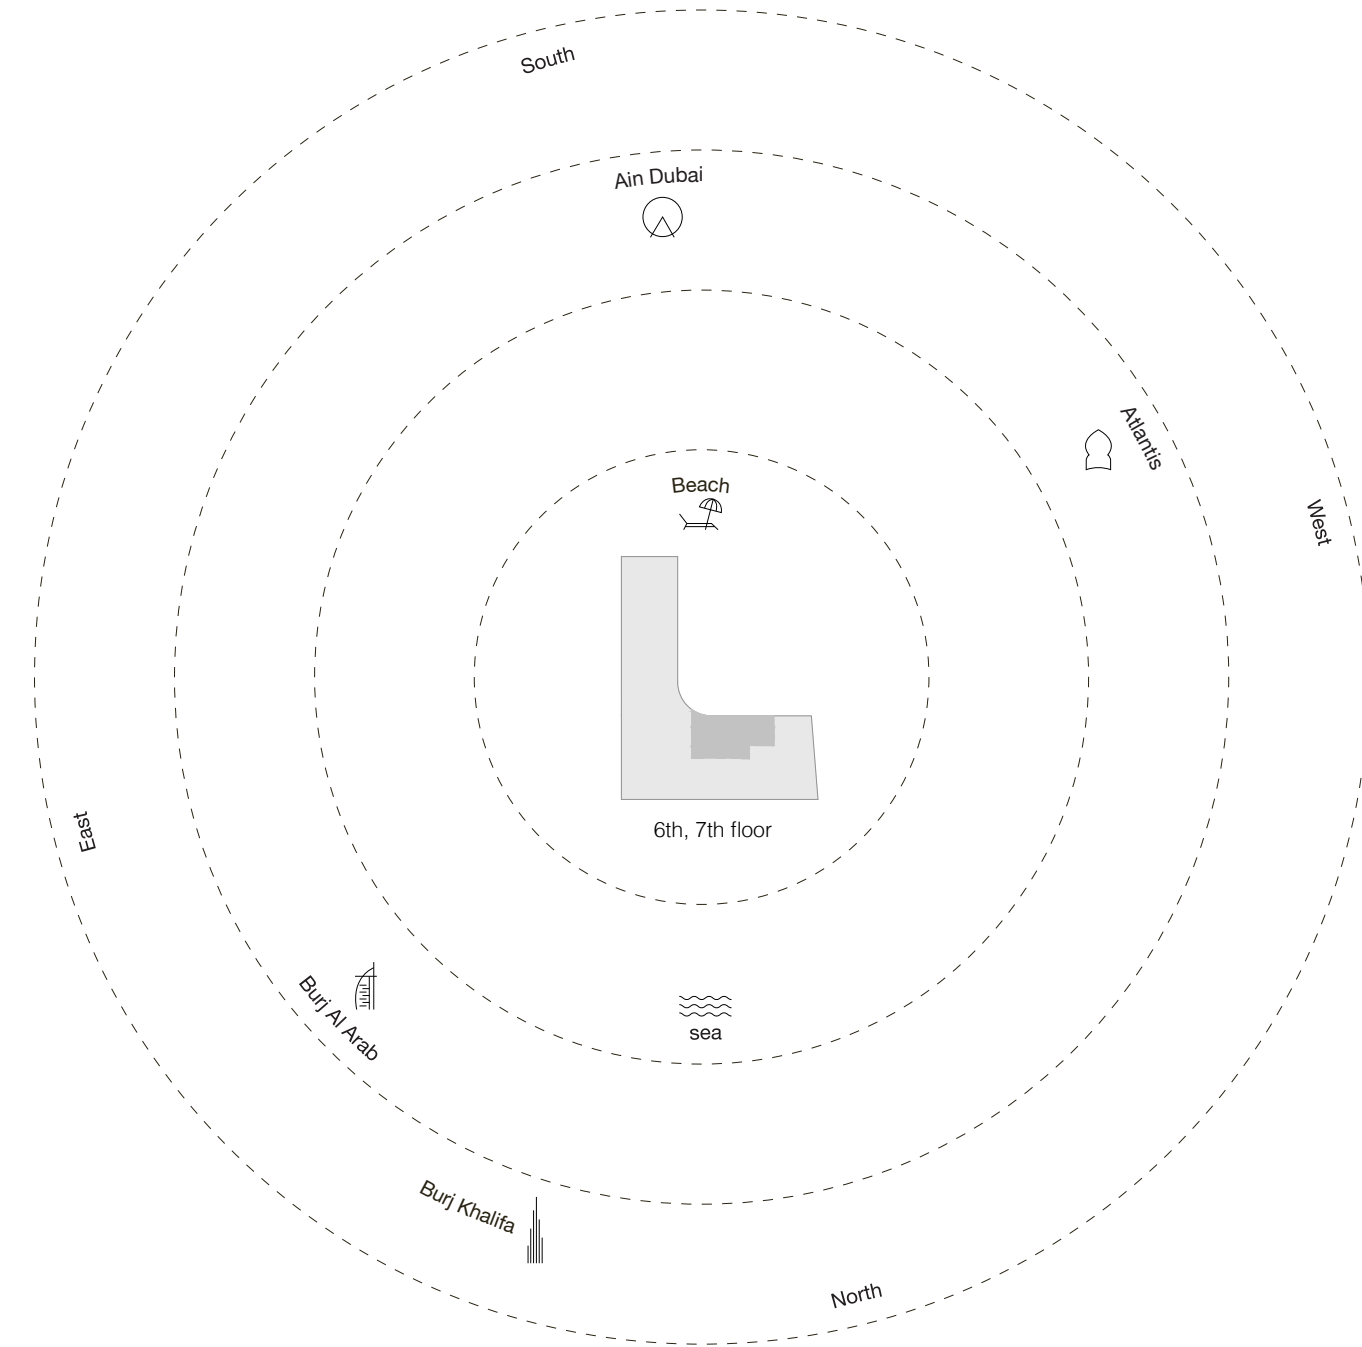 South
Ain Dubai
Atlantis
Beach
West
6th, 7th floor
East
Burj Al Arab
sea
Burj Khalifa
North